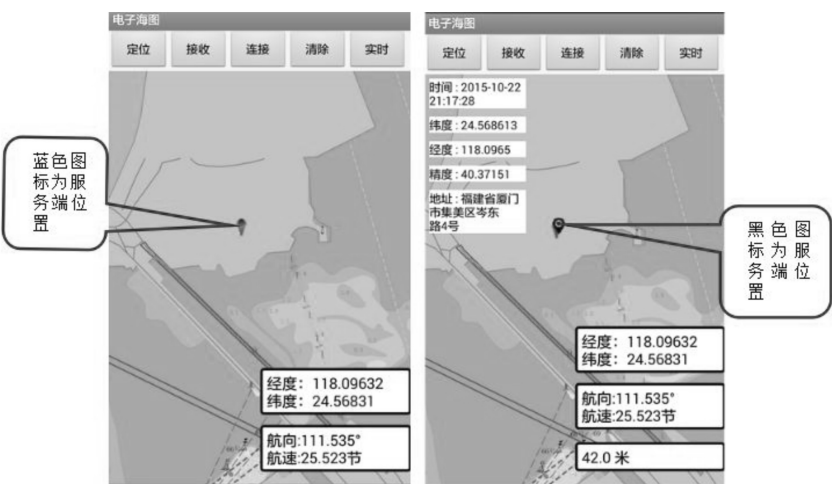 电子海图
定位 接收 连接 清除 实时
蓝色图
标为服
务端位
置
经度：118.09632
纬度：24.56831
航向:111.535°
航速:25.523节
电子海图
定位 接收 连接 清除 实时
时间 : 2015-10-22
21:17:28
纬度 : 24.568613
经度 : 118.0965
精度 : 40.37151
地址 : 福建省厦门
市集美区岑东
路4号
黑色图
标为服
务端位
置
经度：118.09632
纬度：24.56831
航向:111.535°
航速:25.523节
42.0 米